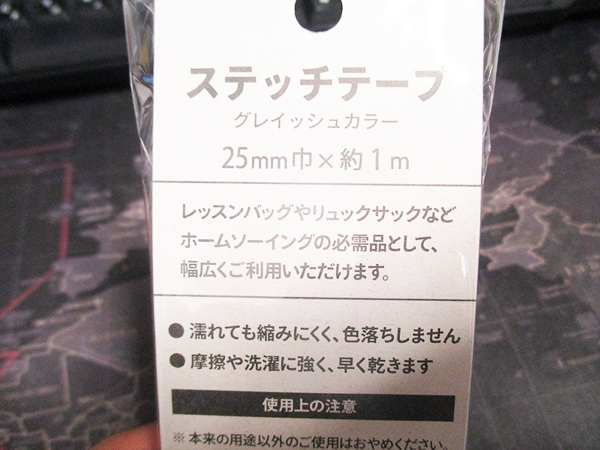 ステッチテープ
グレイッシュカラー
25mm巾×約1m
レッスンバッグやリュックサックなど
ホームソーイングの必需品として、
幅広くご利用いただけます。
● 濡れても縮みにくく、色落ちしません
● 摩擦や洗濯に強く、早く乾きます
使用上の注意
※本来の用途以外のご使用はおやめください。